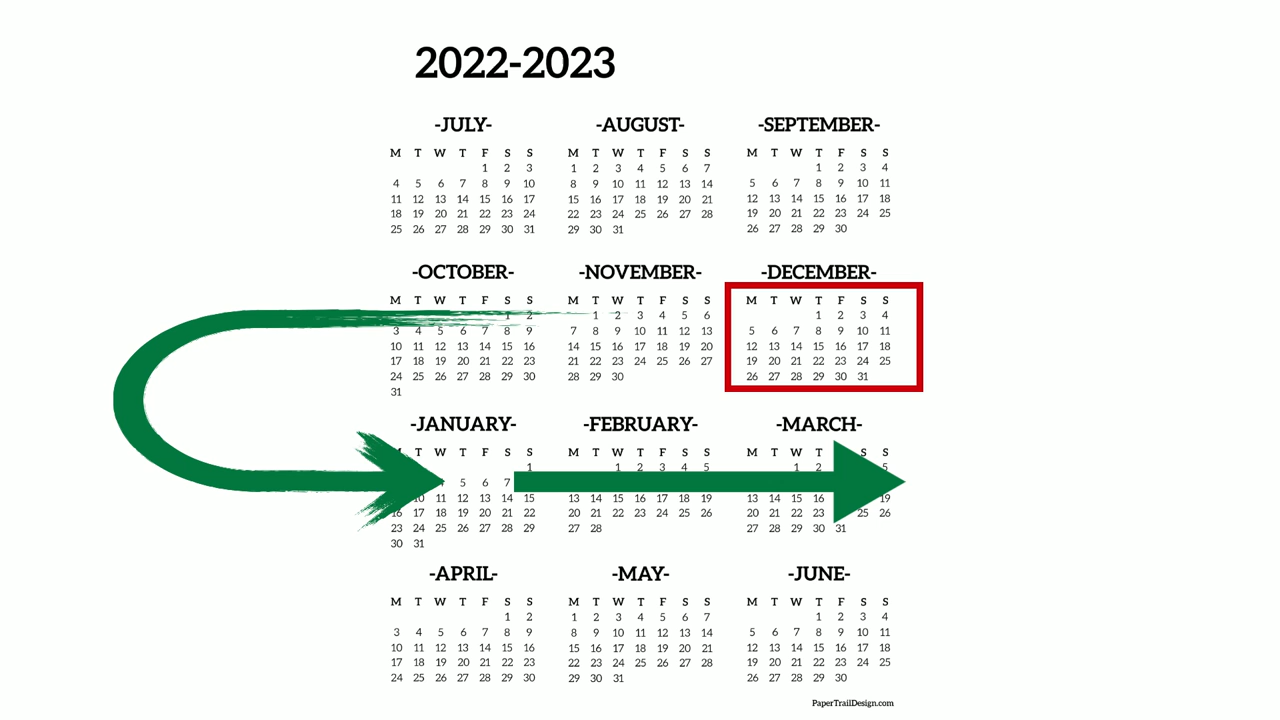 2022-2023
-JULY- -AUGUST- -SEPTEMBER-
M T W T F S S M T W T F S S M T W T F S S
1 2 3 1 2 3 4 5 6 7 1 2 3 4
4 5 6 7 8 9 10 8 9 10 11 12 13 14 5 6 7 8 9 10 11
11 12 13 14 15 16 17 15 16 17 18 19 20 21 12 13 14 15 16 17 18
18 19 20 21 22 23 24 22 23 24 25 26 27 28 19 20 21 22 23 24 25
25 26 27 28 29 30 31 29 30 31 26 27 28 29 30
-OCTOBER- -NOVEMBER- -DECEMBER-
M T W T F S S M T W T F S S M T W T F S S
1 2 1 2 3 4 5 6 1 2 3 4
3 4 5 6 7 8 9 7 8 9 10 11 12 13 5 6 7 8 9 10 11
10 11 12 13 14 15 16 14 15 16 17 18 19 20 12 13 14 15 16 17 18
17 18 19 20 21 22 23 21 22 23 24 25 26 27 19 20 21 22 23 24 25
24 25 26 27 28 29 30 28 29 30 26 27 28 29 30 31
31
-JANUARY- -FEBRUARY- -MARCH-
T W T F S S M T W T F S S M T W T F S S
1 1 2 3 4 5 1 2 5
5 6 7
10 11 12 13 14 15 13 14 15 16 17 18 19 13 14 15 16 19
16 17 18 19 20 21 22 20 21 22 23 24 25 26 20 21 22 23 25 26
23 24 25 26 27 28 29 27 28 27 28 29 30 31
30 31
-APRIL- -MAY- -JUNE-
M T W T F S S M T W T F S S M T W T F S S
1 2 1 2 3 4 5 6 7 1 2 3 4
3 4 5 6 7 8 9 8 9 10 11 12 13 14 5 6 7 8 9 10 11
10 11 12 13 14 15 16 15 16 17 18 19 20 21 12 13 14 15 16 17 18
17 18 19 20 21 22 23 22 23 24 25 26 27 28 19 20 21 22 23 24 25
24 25 26 27 28 29 30 29 30 31 26 27 28 29 30
PaperTrailDesign.com